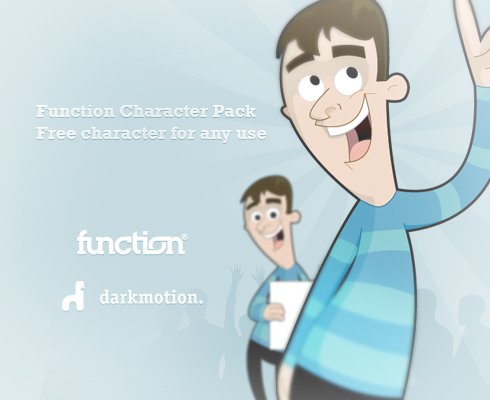 Function Character Pack
Free character for any use
function®
darkmotion.